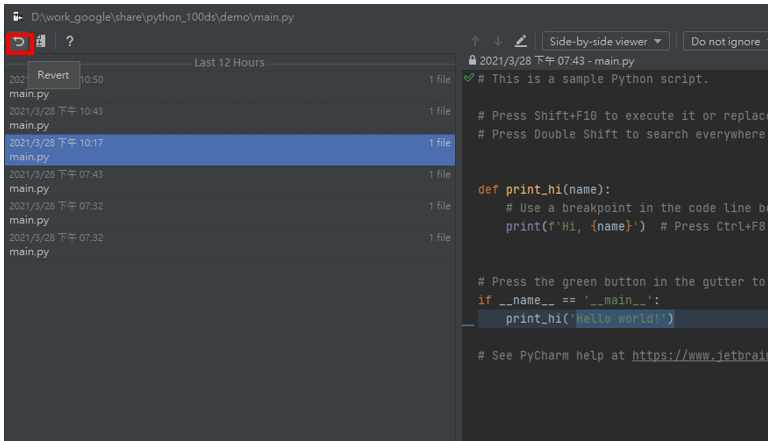 D:\work_google\share\python_100ds\demo\main.py
?
Side-by-side viewer
Do not ignore
Last 12 Hours
2021/3/28 下午 07:43 - main.py
Revert
2021/3/28 下午 10:50 1 file
main.py
2021/3/28 下午 10:43 1 file
main.py
2021/3/28 下午 10:17 1 file
main.py
2021/3/28 下午 07:43 1 file
main.py
2021/3/28 下午 07:32 1 file
main.py
2021/3/28 下午 07:32 1 file
main.py
# This is a sample Python script.
# Press Shift+F10 to execute it or replac
# Press Double Shift to search everywhere
def print_hi(name):
# Use a breakpoint in the code line b
print(f'Hi, {name}') # Press Ctrl+F8
# Press the green button in the gutter to
if __name__ == '__main__':
print_hi('Hello world!')
# See PyCharm help at https://www.jetbrai